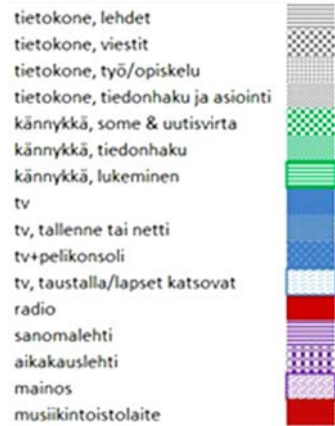 tietokone, lehdet
tietokone, viestit
tietokone, työ/opiskelu
tietokone, tiedonhaku ja asiointi
kännykkä, some & uutisvirta
kännykkä, tiedonhaku
kännykkä, lukeminen
tv
tv, tallenne tai netti
tv+pelikonsoli
tv, taustalla/lapset katsovat
radio
sanomalehti
aikakauslehti
mainos
musiikintoistolaite